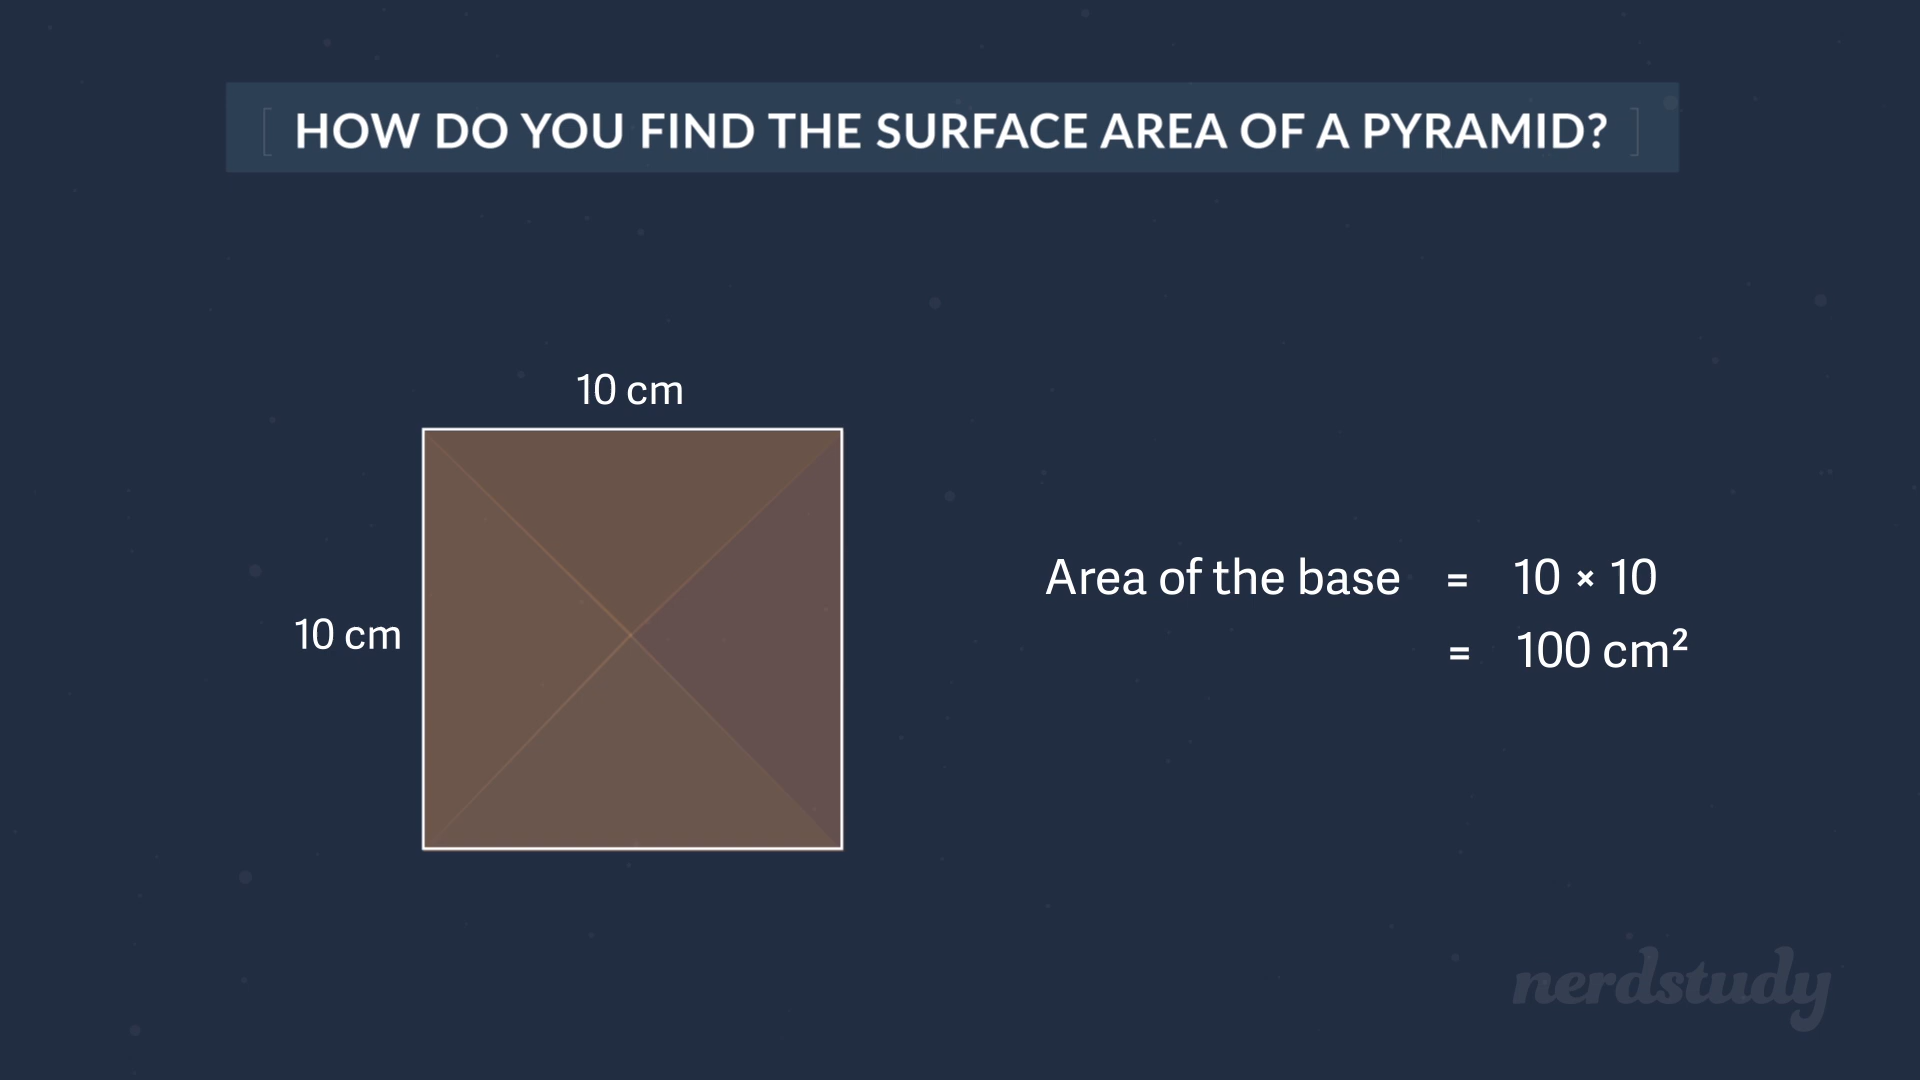 [ HOW DO YOU FIND THE SURFACE AREA OF A PYRAMID? ]
10 cm
10 cm
Area of the base = 10 × 10
= 100 cm²
nerdstudy